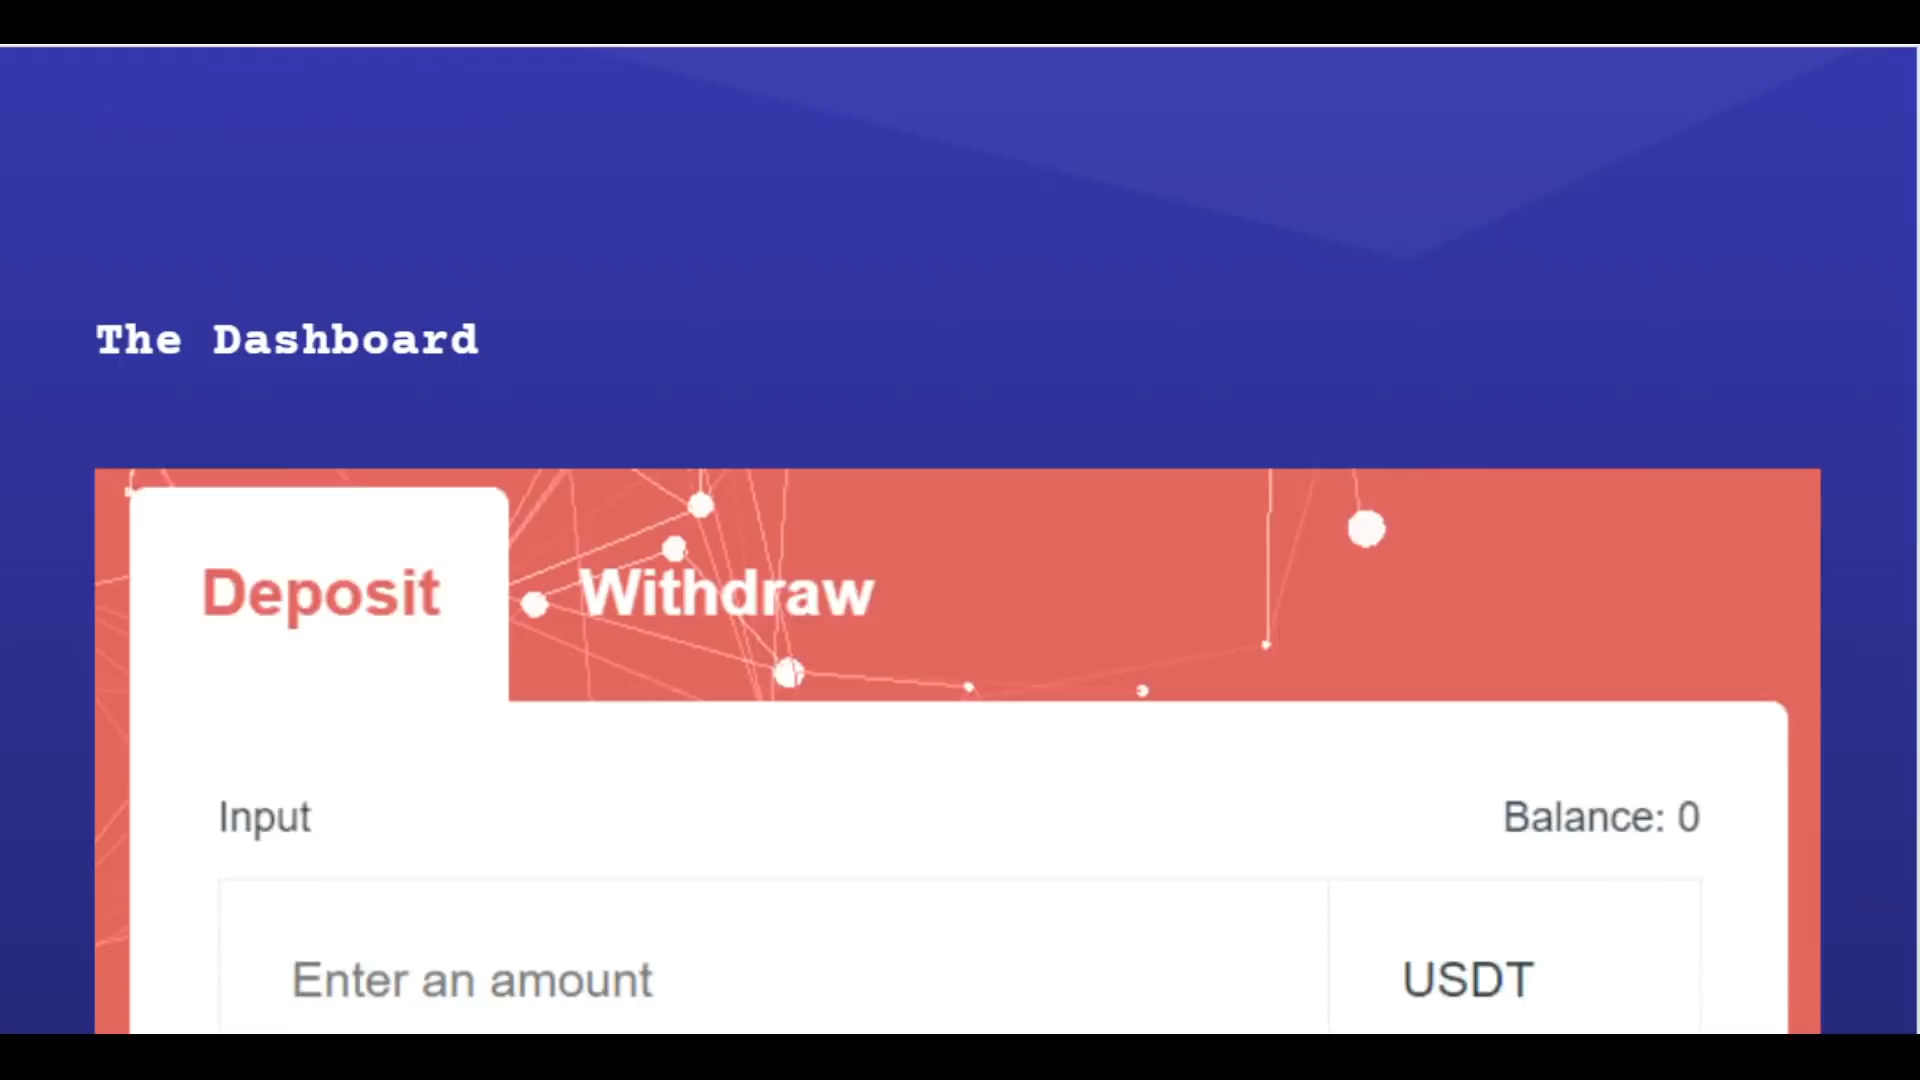 The Dashboard
Deposit Withdraw
Input Balance: 0
Enter an amount USDT